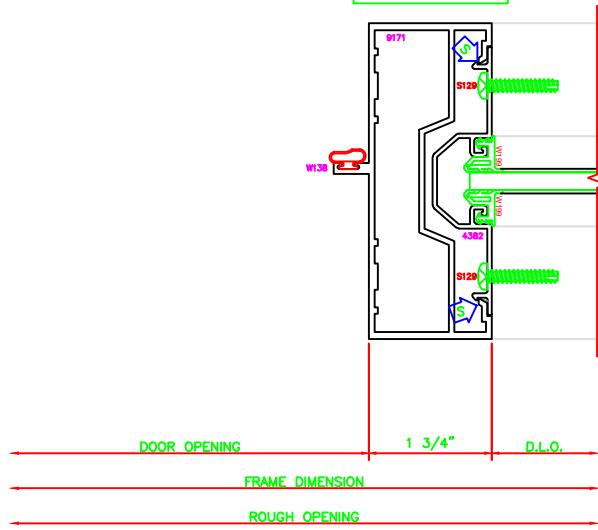 9171
S
S129
W138
W199
W199
4382
S129
S
DOOR OPENING
1 3/4"
D.L.O.
FRAME DIMENSION
ROUGH OPENING